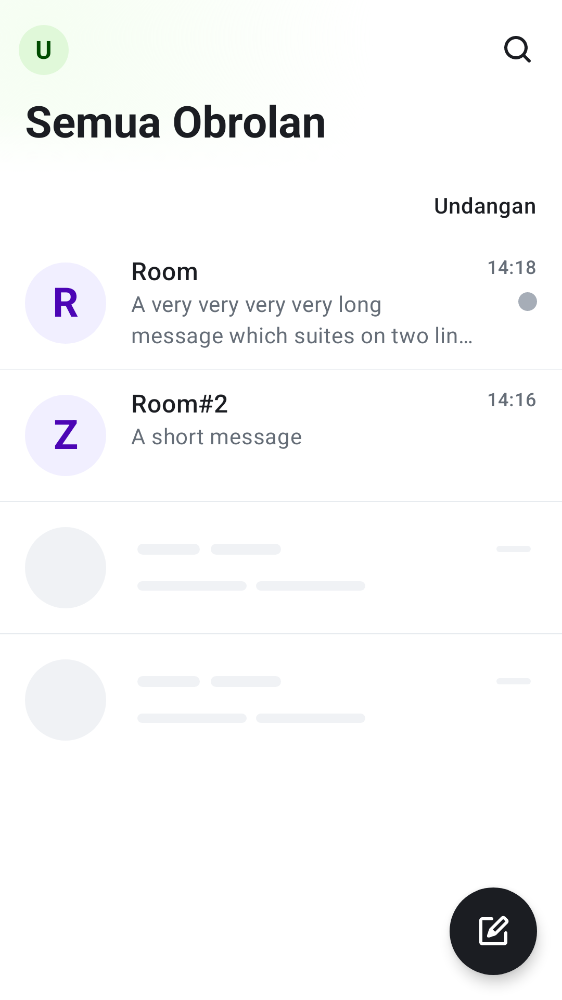 U
Semua Obrolan
Undangan
R
Room
14:18
A very very very very long
message which suites on two lin…
Z
Room#2
14:16
A short message